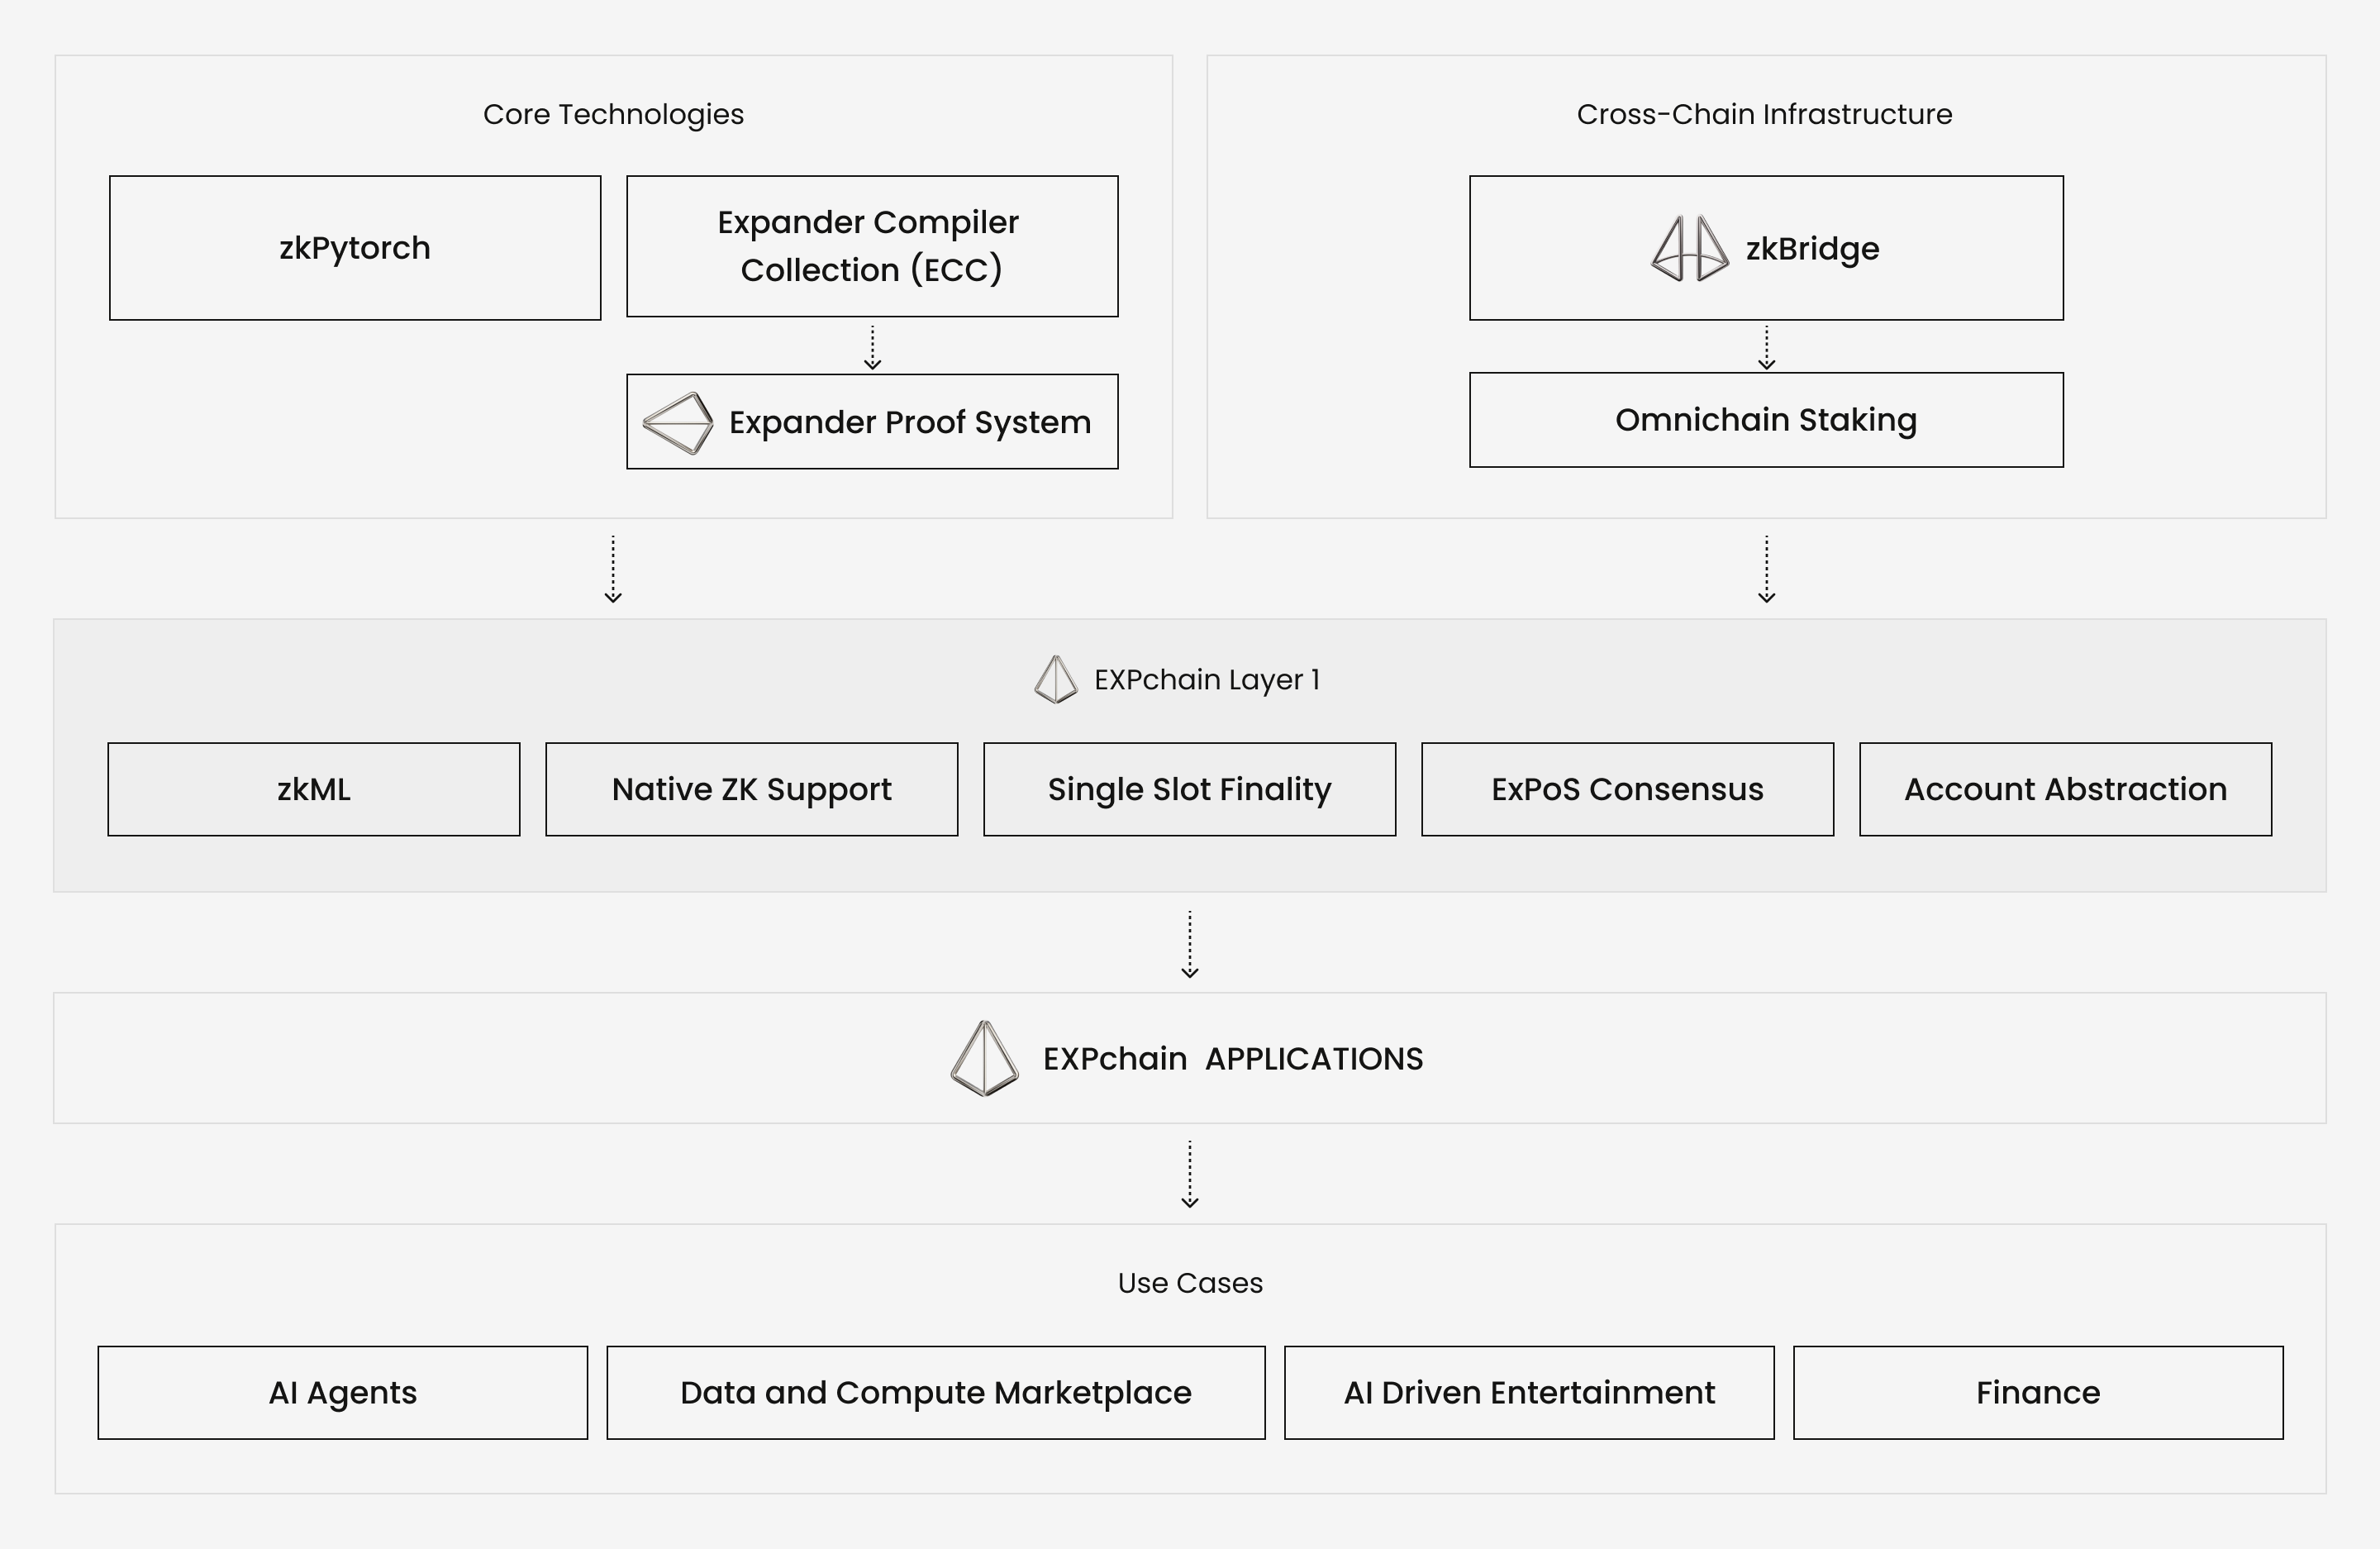 Core Technologies
zkPytorch
Expander Compiler
Collection (ECC)
Expander Proof System
Cross-Chain Infrastructure
zkBridge
Omnichain Staking
EXPchain Layer 1
zkML
Native ZK Support
Single Slot Finality
ExPoS Consensus
Account Abstraction
EXPchain APPLICATIONS
Use Cases
AI Agents
Data and Compute Marketplace
AI Driven Entertainment
Finance